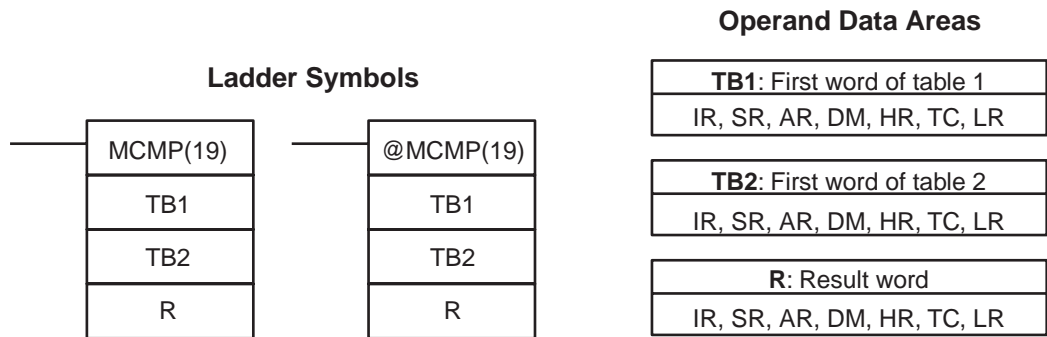 Ladder Symbols
MCMP(19)
TB1
TB2
R
@MCMP(19)
TB1
TB2
R
Operand Data Areas
TB1: First word of table 1
IR, SR, AR, DM, HR, TC, LR
TB2: First word of table 2
IR, SR, AR, DM, HR, TC, LR
R: Result word
IR, SR, AR, DM, HR, TC, LR